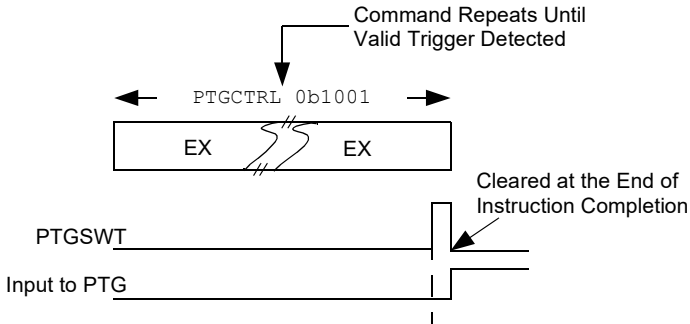 Command Repeats Until
Valid Trigger Detected
PTGCTRL 0b1001
EX
EX
Cleared at the End of
Instruction Completion
PTGSWT
Input to PTG